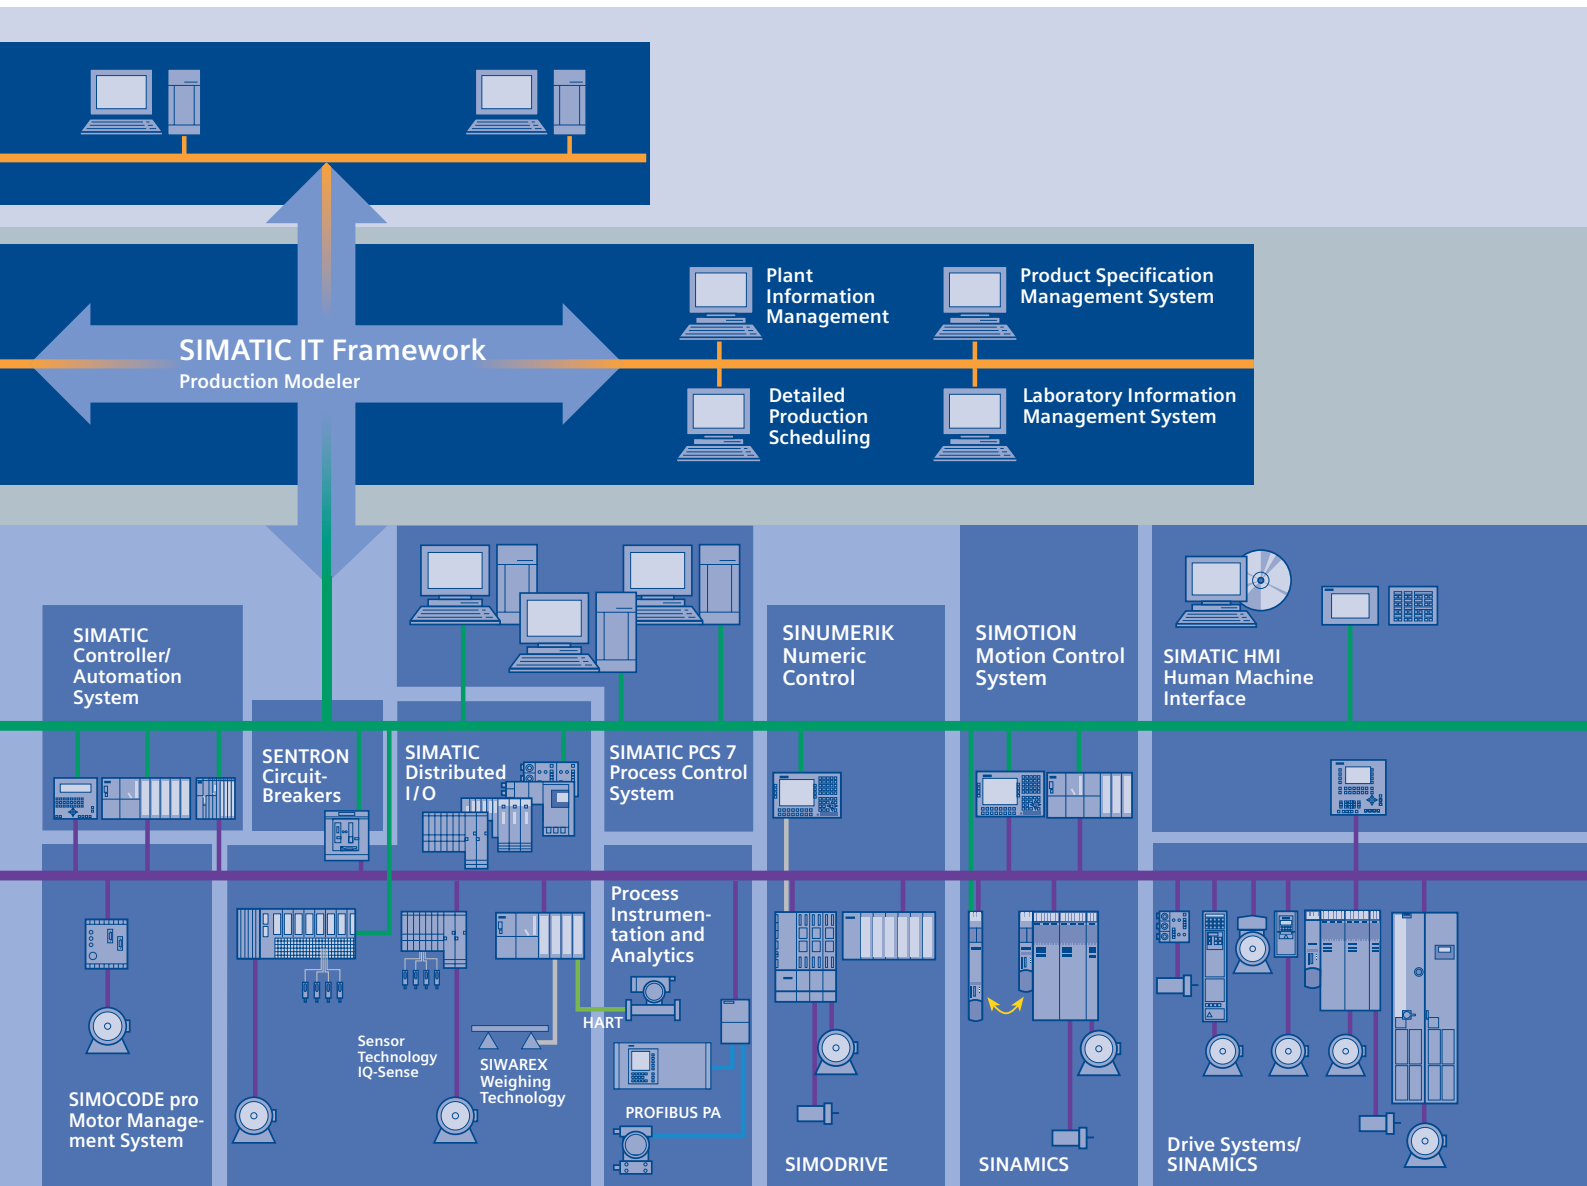 Plant
Information
Management
Product Specification
Management System
SIMATIC IT Framework
Production Modeler
Detailed
Production
Scheduling
Laboratory Information
Management System
SIMATIC
Controller/
Automation
System
SINUMERIK
Numeric
Control
SIMOTION
Motion Control
System
SIMATIC HMI
Human Machine
Interface
SENTRON
Circuit-
Breakers
SIMATIC
Distributed
I/O
SIMATIC PCS 7
Process Control
System
Process
Instrumen-
tation and
Analytics
HART
Sensor
Technology
IQ-Sense
SIWAREX
Weighing
Technology
PROFIBUS PA
SIMOCODE pro
Motor Manage-
ment System
SIMODRIVE
SINAMICS
Drive Systems/
SINAMICS